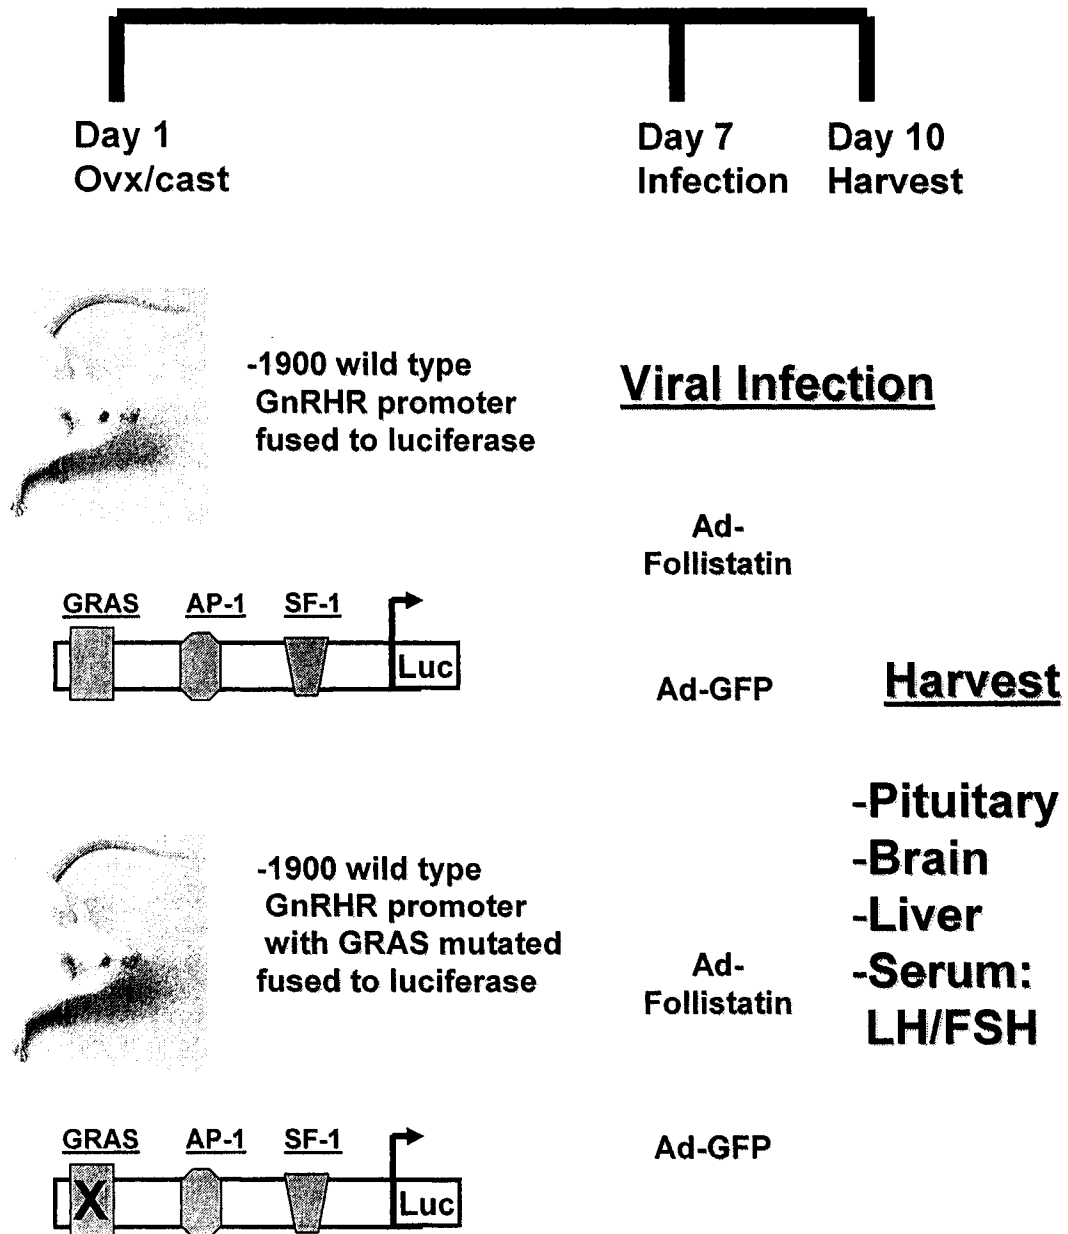 Day 1
Ovx/cast
Day 7
Infection
Day 10
Harvest
-1900 wild type
GnRHR promoter
fused to luciferase
Viral Infection
Ad-
Follistatin
GRAS AP-1 SF-1
Luc
Ad-GFP
Harvest
-Pituitary
-Brain
-Liver
-Serum:
LH/FSH
-1900 wild type
GnRHR promoter
with GRAS mutated
fused to luciferase
Ad-
Follistatin
GRAS AP-1 SF-1
X
Luc
Ad-GFP